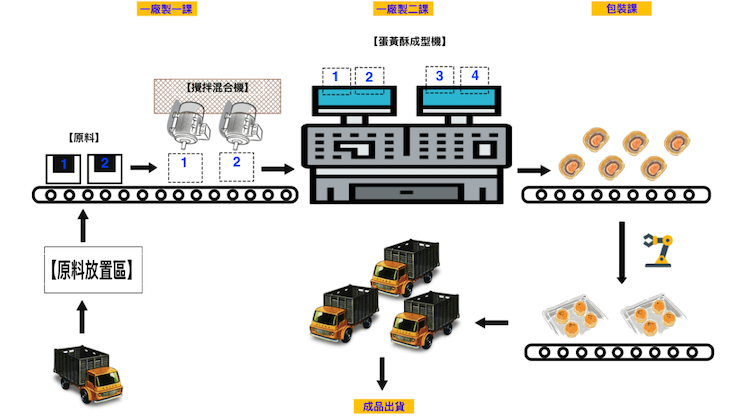 一廠製一課
一廠製二課
包裝課
【蛋黃酥成型機】
1 2 3 4
【攪拌混合機】
【原料】
1 2 1 2
【原料放置區】
成品出貨